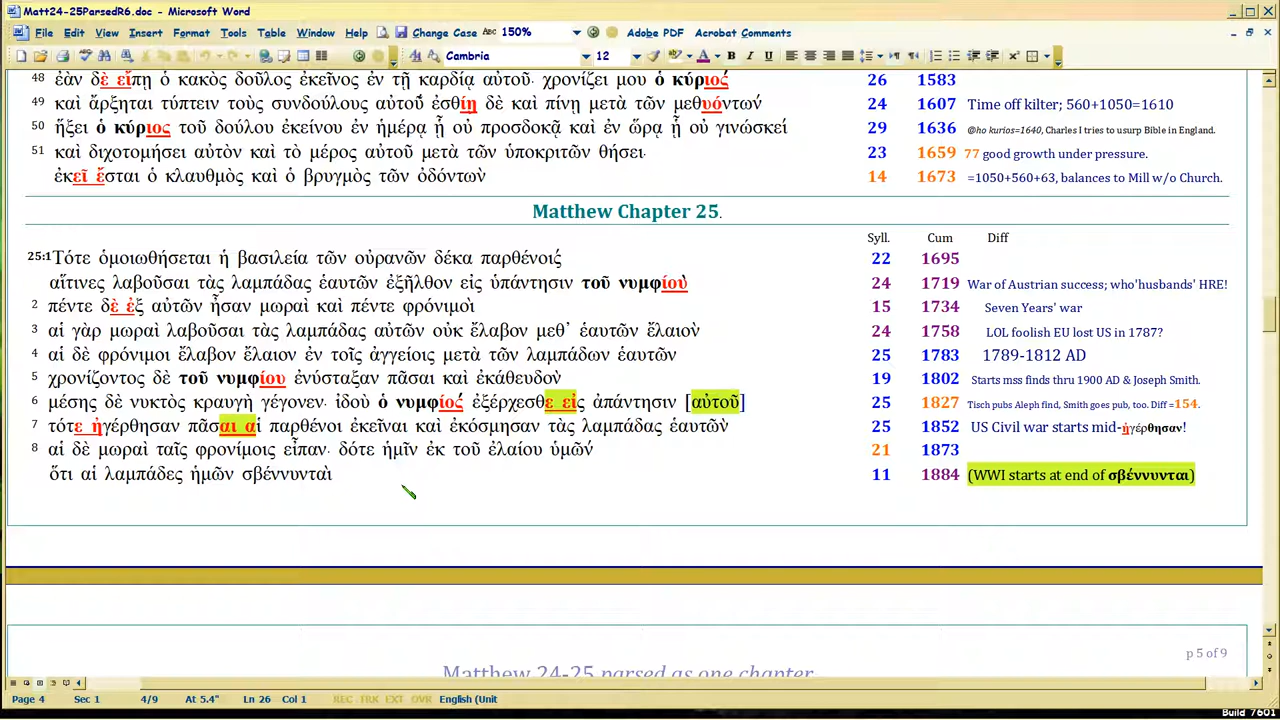 Matt24-25ParsedR6.doc - Microsoft Word
File Edit View Insert Format Tools Table Window Help Change Case ABC 150% Adobe PDF Acrobat Comments
Cambria 12 B I U
48 ἐὰν δὲ εἴπῃ ὁ κακὸς δοῦλος ἐκεῖνος ἐν τῇ καρδίᾳ αὐτοῦ· χρονίζει μου ὁ κύριος 26 1583
49 καὶ ἄρξηται τύπτειν τοὺς συνδούλους αὐτοῦ ἐσθίῃ δὲ καὶ πίνῃ μετὰ τῶν μεθυόντων 24 1607 Time off kilter; 560+1050=1610
50 ἥξει ὁ κύριος τοῦ δούλου ἐκείνου ἐν ἡμέρᾳ ᾗ οὐ προσδοκᾷ καὶ ἐν ὥρᾳ ᾗ οὐ γινώσκεί 29 1636 @ho kurios=1640, Charles I tries to usurp Bible in England.
51 καὶ διχοτομήσει αὐτὸν καὶ τὸ μέρος αὐτοῦ μετὰ τῶν ὑποκριτῶν θήσει· 23 1659 77 good growth under pressure.
ἐκεῖ ἔσται ὁ κλαυθμὸς καὶ ὁ βρυγμὸς τῶν ὀδόντων̀ 14 1673 =1050+560+63, balances to Mill w/o Church.
Matthew Chapter 25.
Syll. Cum Diff
25:1 Τότε ὁμοιωθήσεται ἡ βασιλεία τῶν οὐρανῶν δέκα παρθένοις́ 22 1695
αἵτινες λαβοῦσαι τὰς λαμπάδας ἑαυτῶν ἐξῆλθον εἰς ὑπάντησιν τοῦ νυμφίοὺ 24 1719 War of Austrian success; who'husbands' HRE!
2 πέντε δὲ ἐξ αὐτῶν ἦσαν μωραὶ καὶ πέντε φρόνιμοὶ 15 1734 Seven Years' war
3 αἱ γὰρ μωραὶ λαβοῦσαι τὰς λαμπάδας αὐτῶν οὐκ ἔλαβον μεθ᾽ ἑαυτῶν ἔλαιον̀ 24 1758 LOL foolish EU lost US in 1787?
4 αἱ δὲ φρόνιμοι ἔλαβον ἔλαιον ἐν τοῖς ἀγγείοις μετὰ τῶν λαμπάδων ἑαυτῶν 25 1783 1789-1812 AD
5 χρονίζοντος δὲ τοῦ νυμφίου ἐνύσταξαν πᾶσαι καὶ ἐκάθευδον̀ 19 1802 Starts mss finds thru 1900 AD & Joseph Smith.
6 μέσης δὲ νυκτὸς κραυγὴ γέγονεν· ἰδοὺ ὁ νυμφίος́ ἐξέρχεσθε εἰς ἀπάντησιν [αὐτοῦ] 25 1827 Tisch pubs Aleph find, Smith goes pub, too. Diff =154.
7 τότε ἠγέρθησαν πᾶσαι αἱ παρθένοι ἐκεῖναι καὶ ἐκόσμησαν τὰς λαμπάδας ἑαυτῶν́ 25 1852 US Civil war starts mid-ἠγέρθησαν!
8 αἱ δὲ μωραὶ ταῖς φρονίμοις εἶπαν· δότε ἡμῖν ἐκ τοῦ ἐλαίου ὑμῶν́ 21 1873
ὅτι αἱ λαμπάδες ἡμῶν σβέννυνταὶ 11 1884 (WWI starts at end of σβέννυνται)
p 5 of 9
Matthew 24-25 parsed as one chapter
Page 4 Sec 1 4/9 At 5.4" Ln 26 Col 1 REC TRK EXT OVR English (Unit
Build 7601